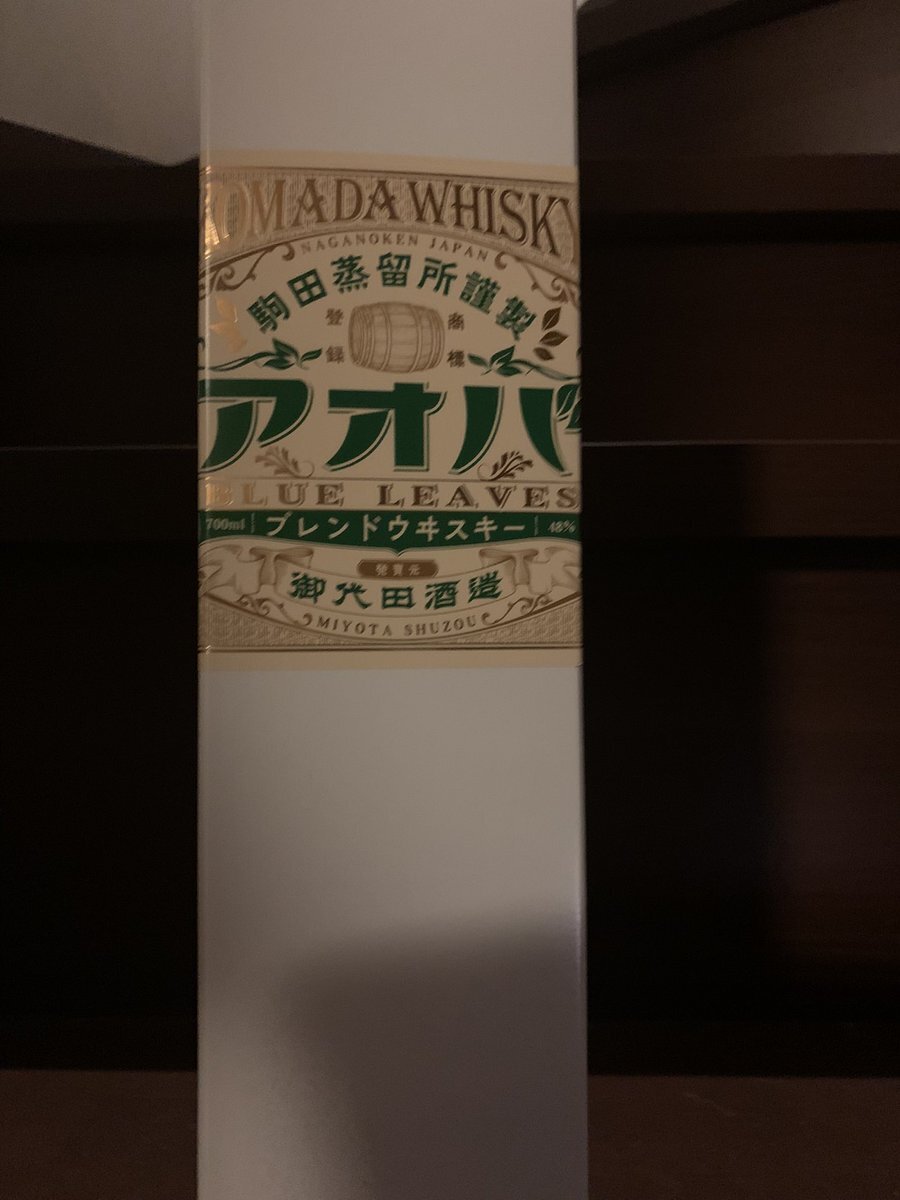 KOMADA WHISKY
NAGANOKEN JAPAN
駒田蒸留所謹製
登録 商標
アオバ
BLUE LEAVES
700ml ブレンドウヰスキー 48%
発賣元
御代田酒造
MIYOTA SHUZOU